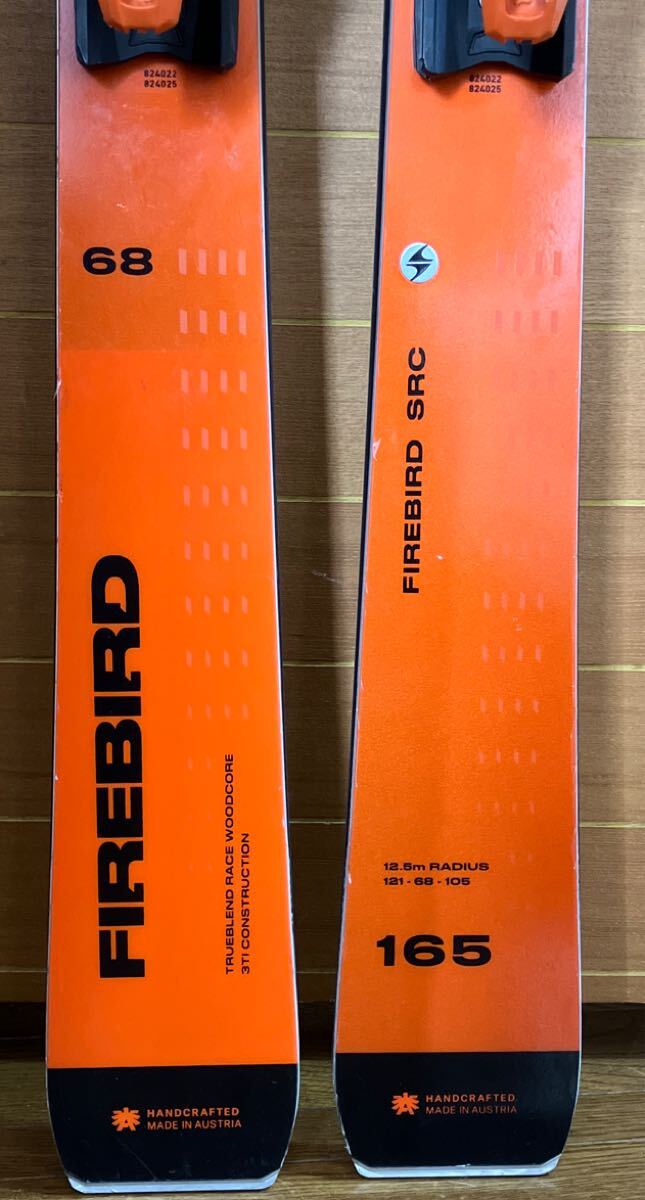 824022
824025
68
FIREBIRD
TRUEBLEND RACE WOODCORE
3TI CONSTRUCTION
HANDCRAFTED
MADE IN AUSTRIA
824022
824025
FIREBIRD SRC
12.5m RADIUS
121 - 68 - 105
165
HANDCRAFTED
MADE IN AUSTRIA